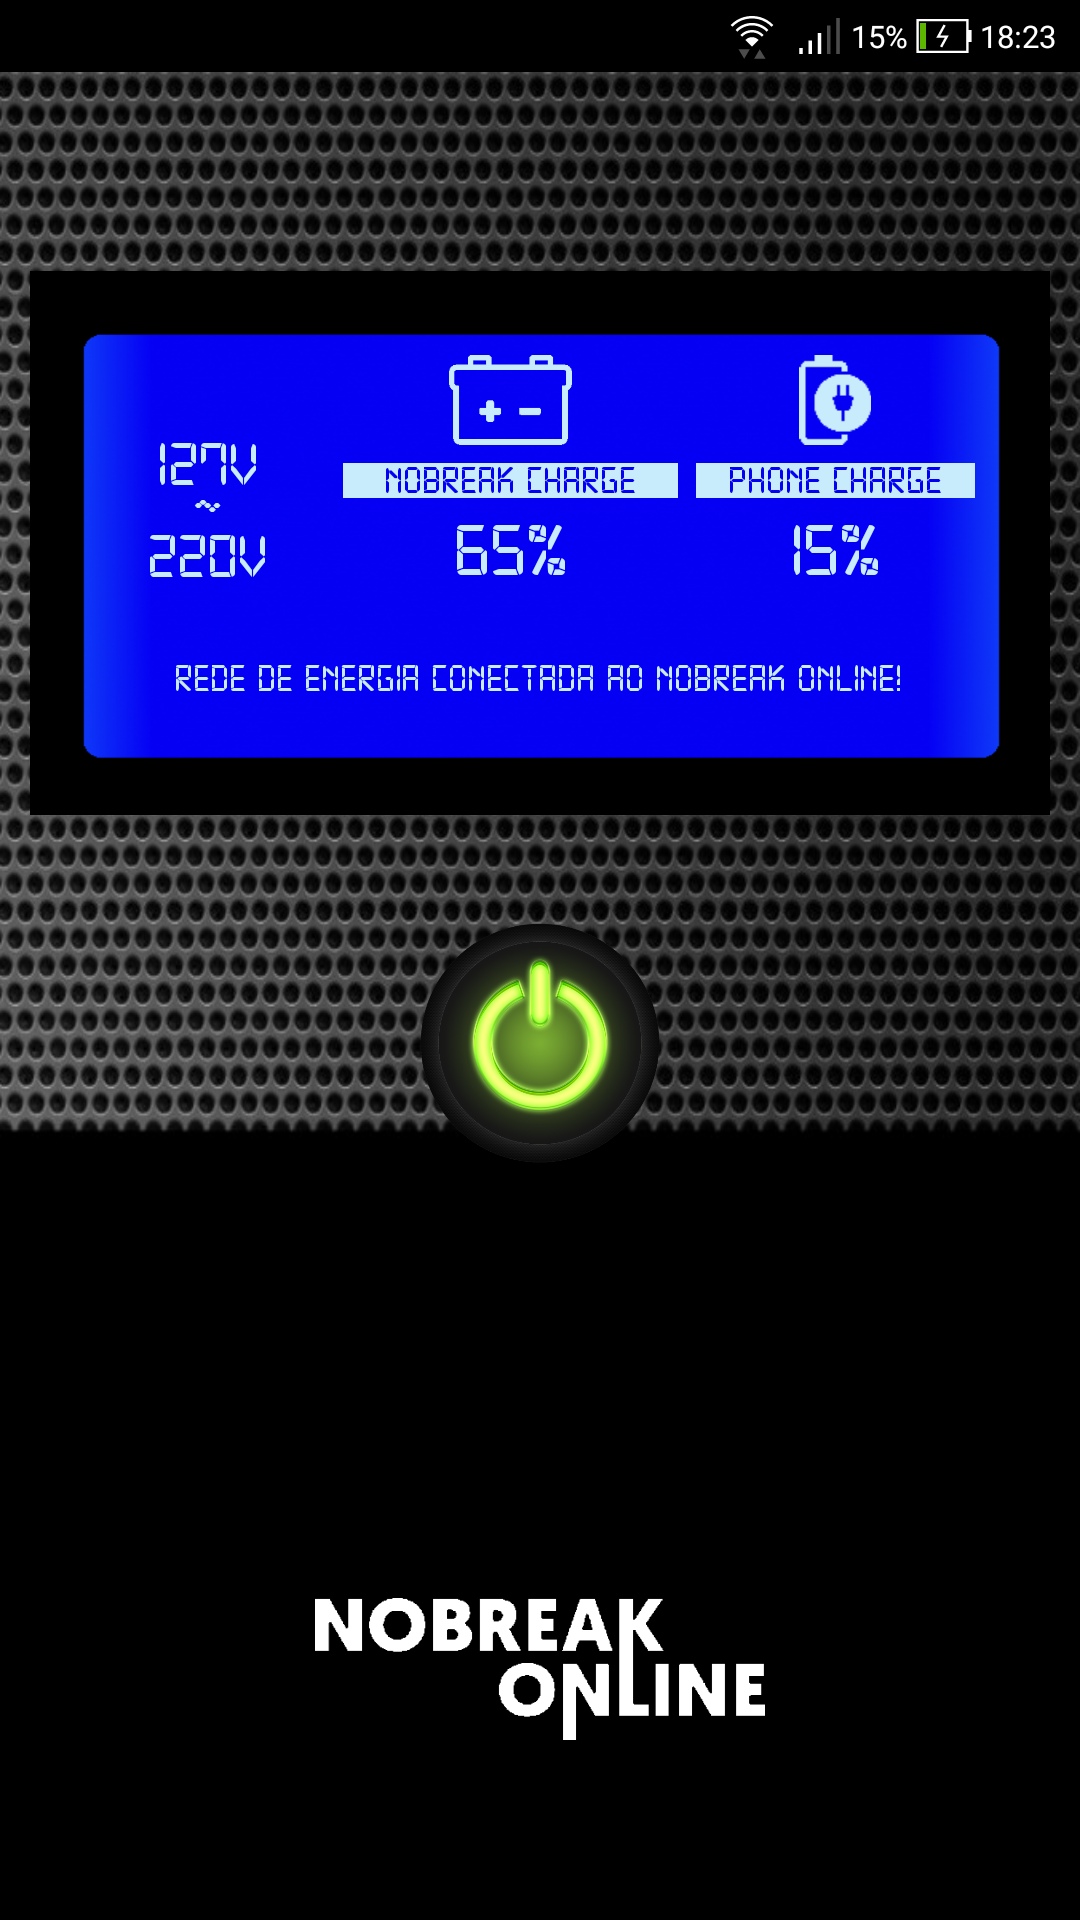 15% 18:23
127V
~
220V
NOBREAK CHARGE
65%
PHONE CHARGE
15%
REDE DE ENERGIA CONECTADA AO NOBREAK ONLINE!
NOBREAK
ONLINE